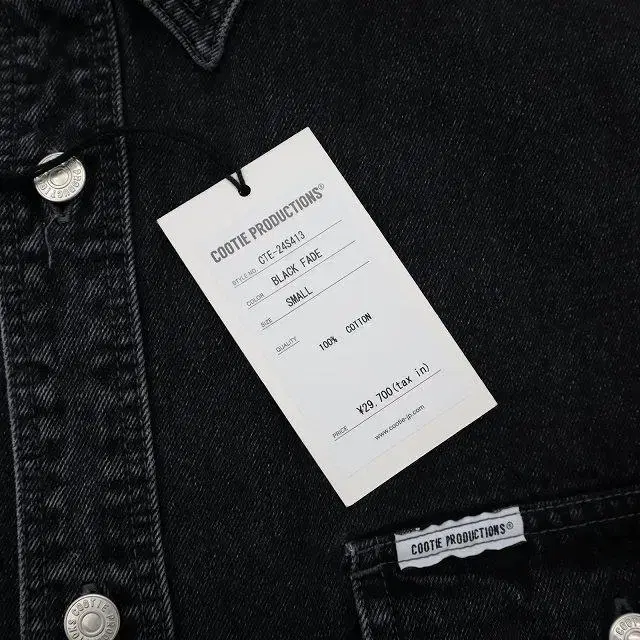 COOTIE PRODUCTIONS®
STYLE NO. CTE-24S413
COLOR BLACK FADE
SIZE SMALL
QUALITY 100% COTTON
PRICE ¥29,700(tax in)
www.cootie-jp.com
COOTIE PRODUCTIONS®